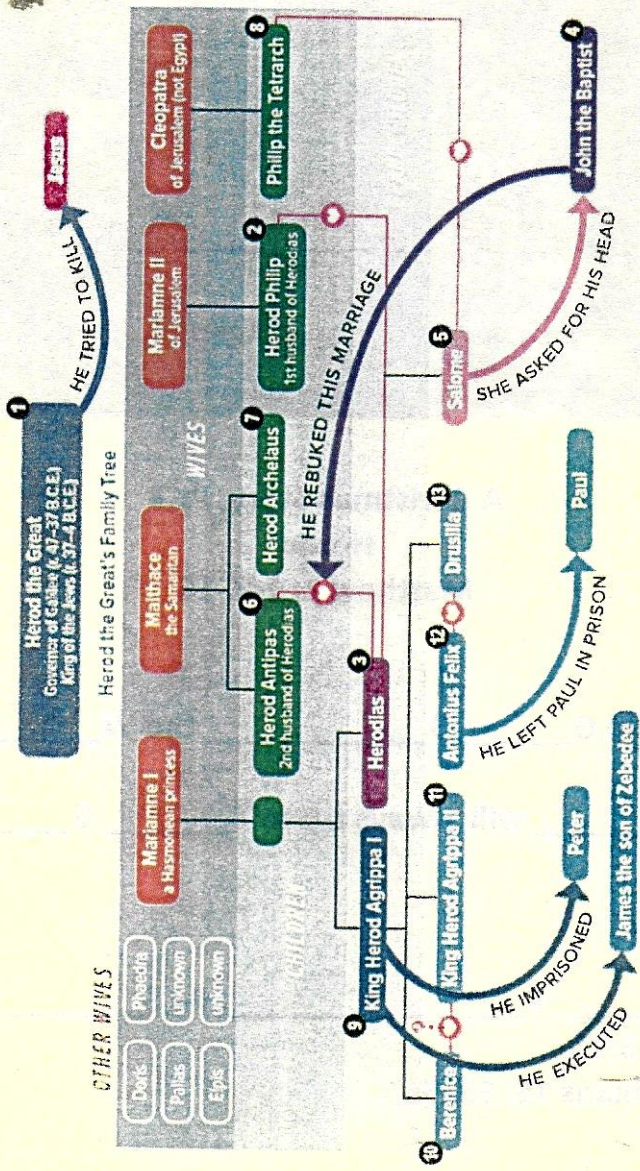 1
Herod the Great
Governor of Galilee (r. 47–37 B.C.E.)
King of the Jews (r. 37–4 B.C.E.)
HE TRIED TO KILL
Jesus
Herod the Great's Family Tree
OTHER WIVES
Doris
Phaedra
Pallas
unknown
Elpis
unknown
WIVES
Mariamne I
a Hasmonean princess
Malthace
the Samaritan
Mariamne II
of Jerusalem
Cleopatra
of Jerusalem (not Egypt)
CHILDREN
6
Herod Antipas
2nd husband of Herodias
7
Herod Archelaus
2
Herod Philip
1st husband of Herodias
8
Philip the Tetrarch
HE REBUKED THIS MARRIAGE
9
King Herod Agrippa I
3
Herodias
5
Salome
4
John the Baptist
SHE ASKED FOR HIS HEAD
10
Berenice
?
King Herod Agrippa II
11
12
Antonius Felix
13
Drusilla
HE EXECUTED
James the son of Zebedee
HE IMPRISONED
Peter
HE LEFT PAUL IN PRISON
Paul